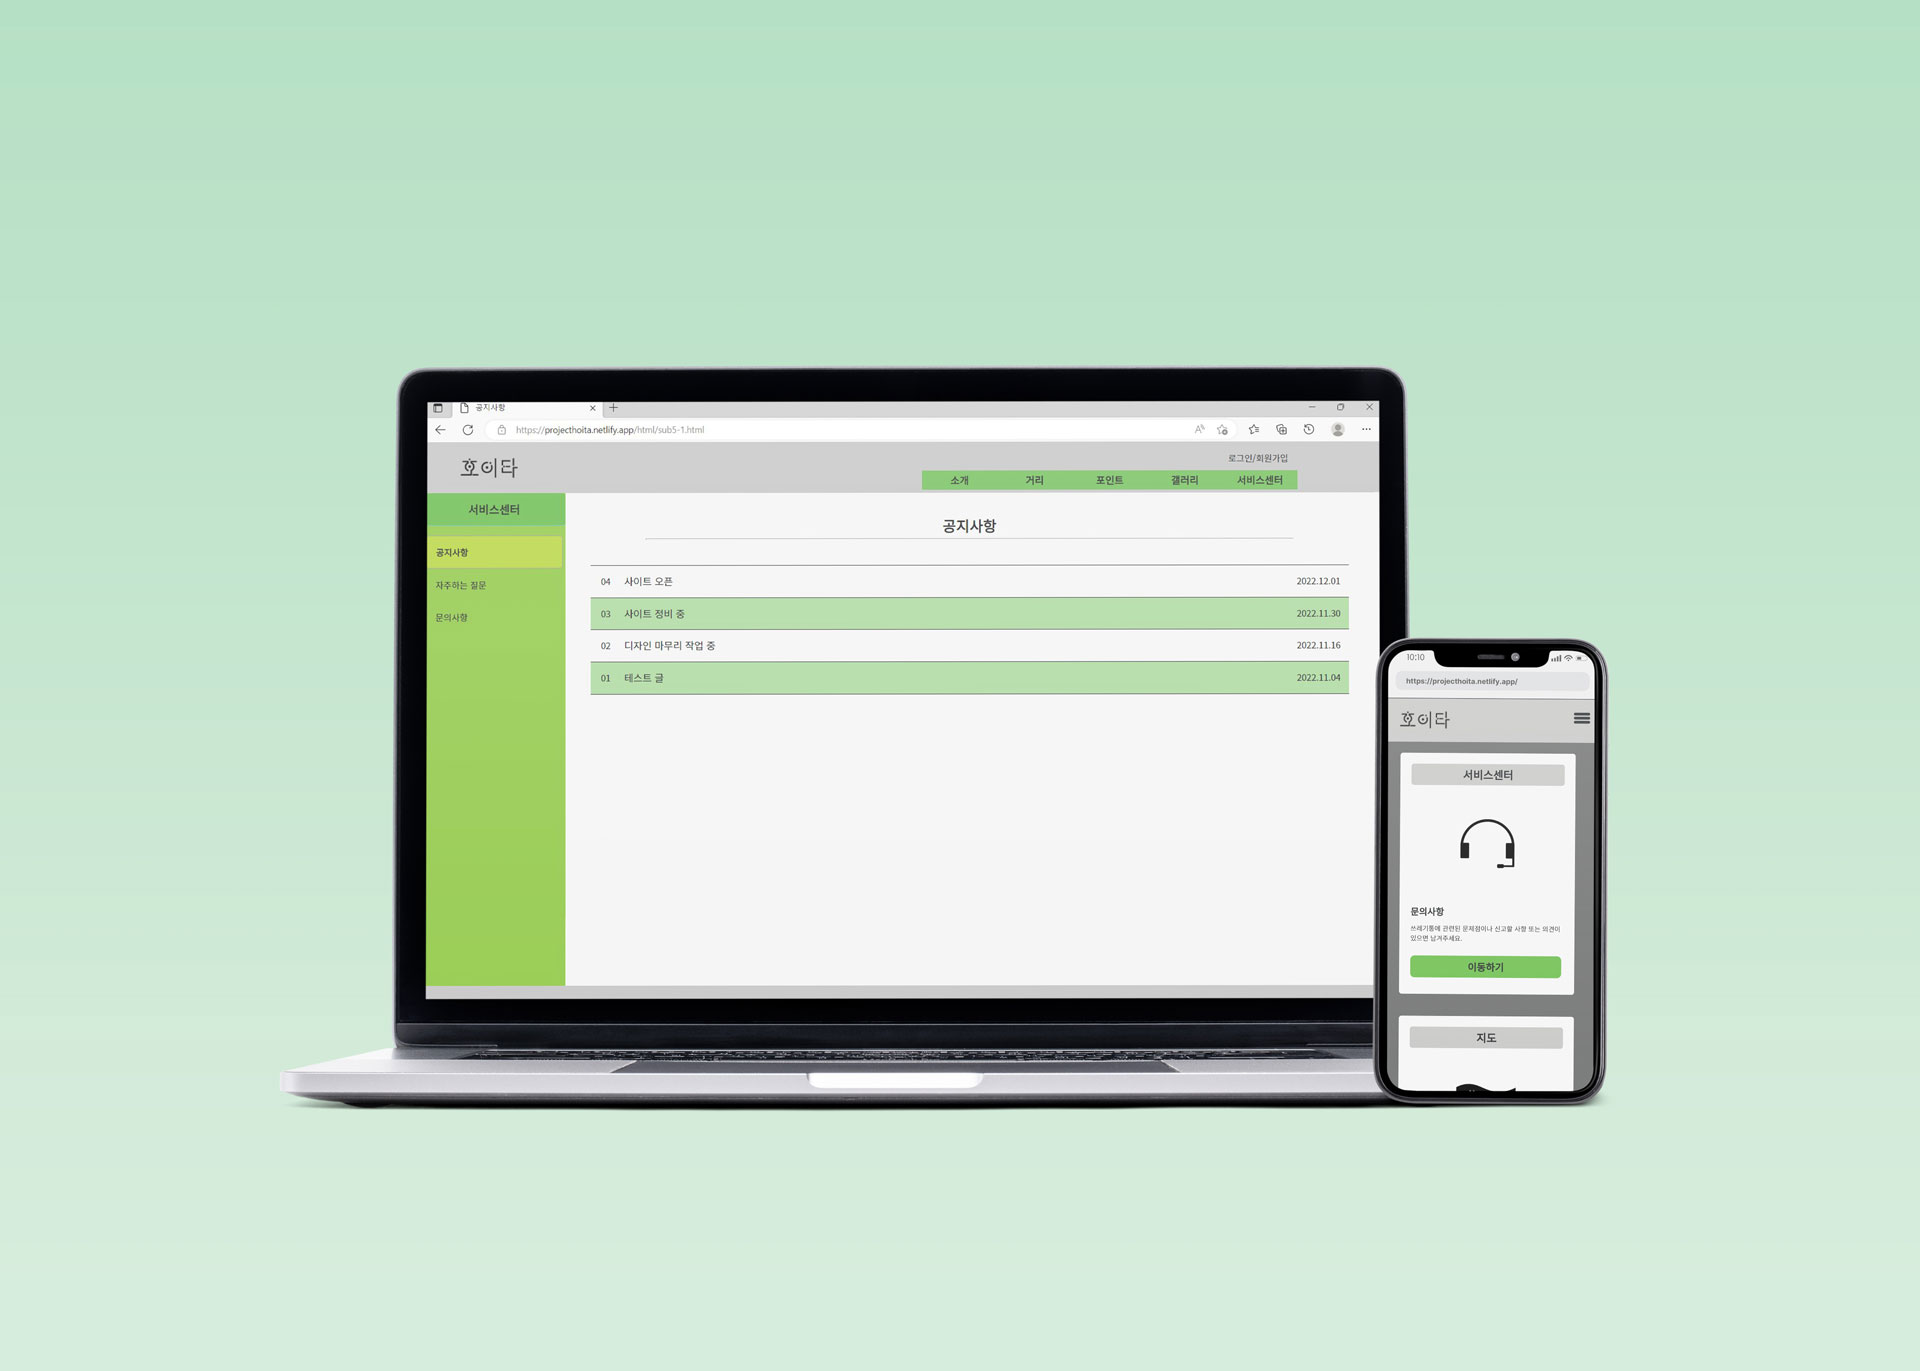 공지사항
https://projecthoita.netlify.app/html/sub5-1.html
호이타
로그인/회원가입
소개 거리 포인트 갤러리 서비스센터
서비스센터
공지사항
자주하는 질문
문의사항
공지사항
04 사이트 오픈 2022.12.01
03 사이트 정비 중 2022.11.30
02 디자인 마무리 작업 중 2022.11.16
01 테스트 글 2022.11.04
10:10
https://projecthoita.netlify.app/
호이타
서비스센터
문의사항
쓰레기통에 관련된 문제점이나 신고할 사항 또는 의견이
있으면 남겨주세요.
이동하기
지도